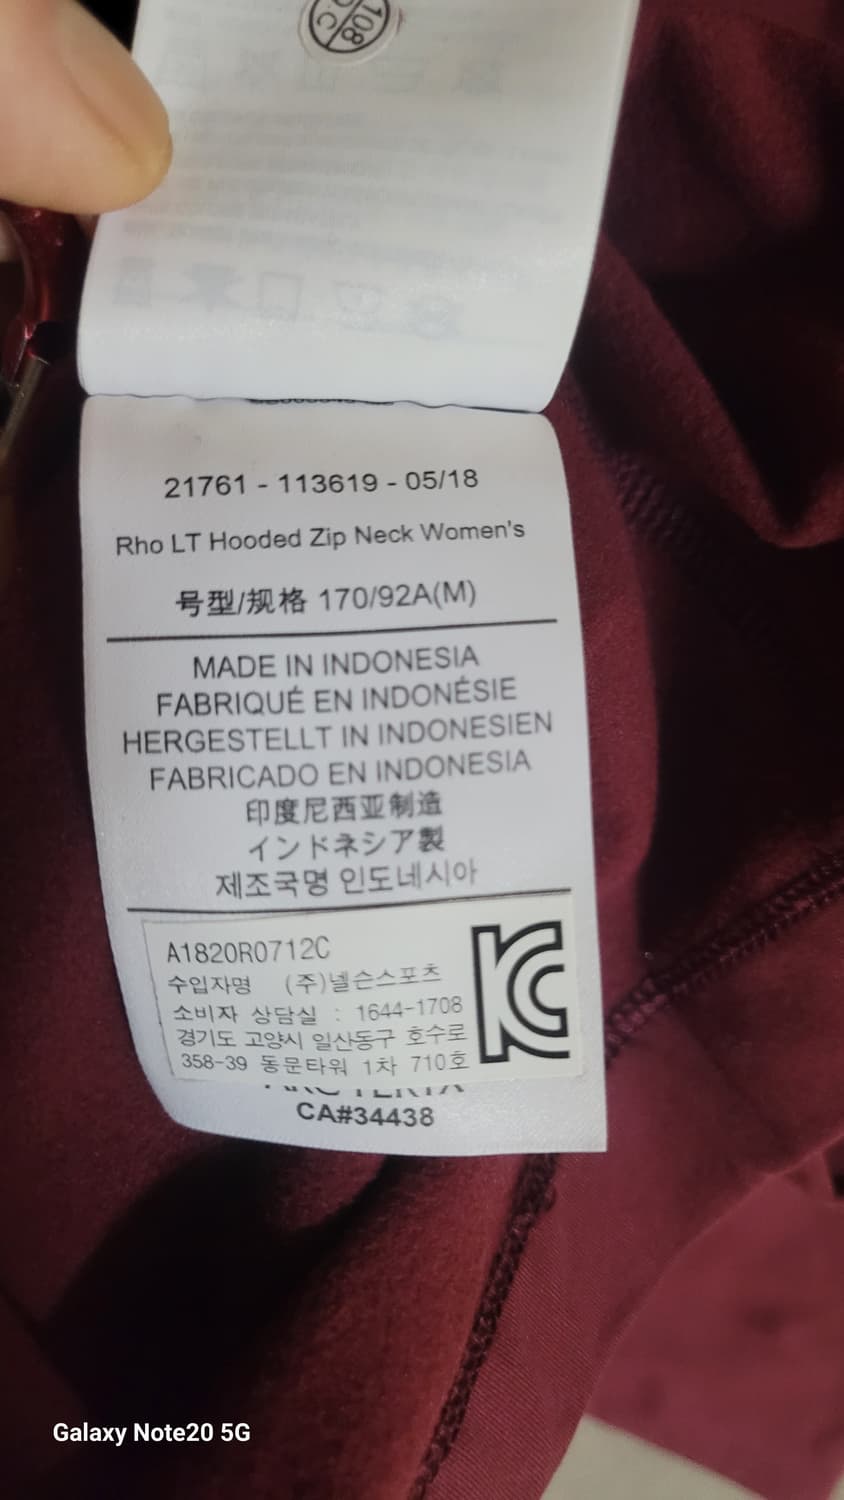 108
21761 - 113619 - 05/18
Rho LT Hooded Zip Neck Women's
号型/规格 170/92A(M)
MADE IN INDONESIA
FABRIQUÉ EN INDONÉSIE
HERGESTELLT IN INDONESIEN
FABRICADO EN INDONESIA
印度尼西亚制造
インドネシア製
제조국명 인도네시아
A1820R0712C
수입자명 (주)넬슨스포츠
소비자 상담실 : 1644-1708
경기도 고양시 일산동구 호수로
358-39 동문타워 1차 710호
CA#34438
Galaxy Note20 5G